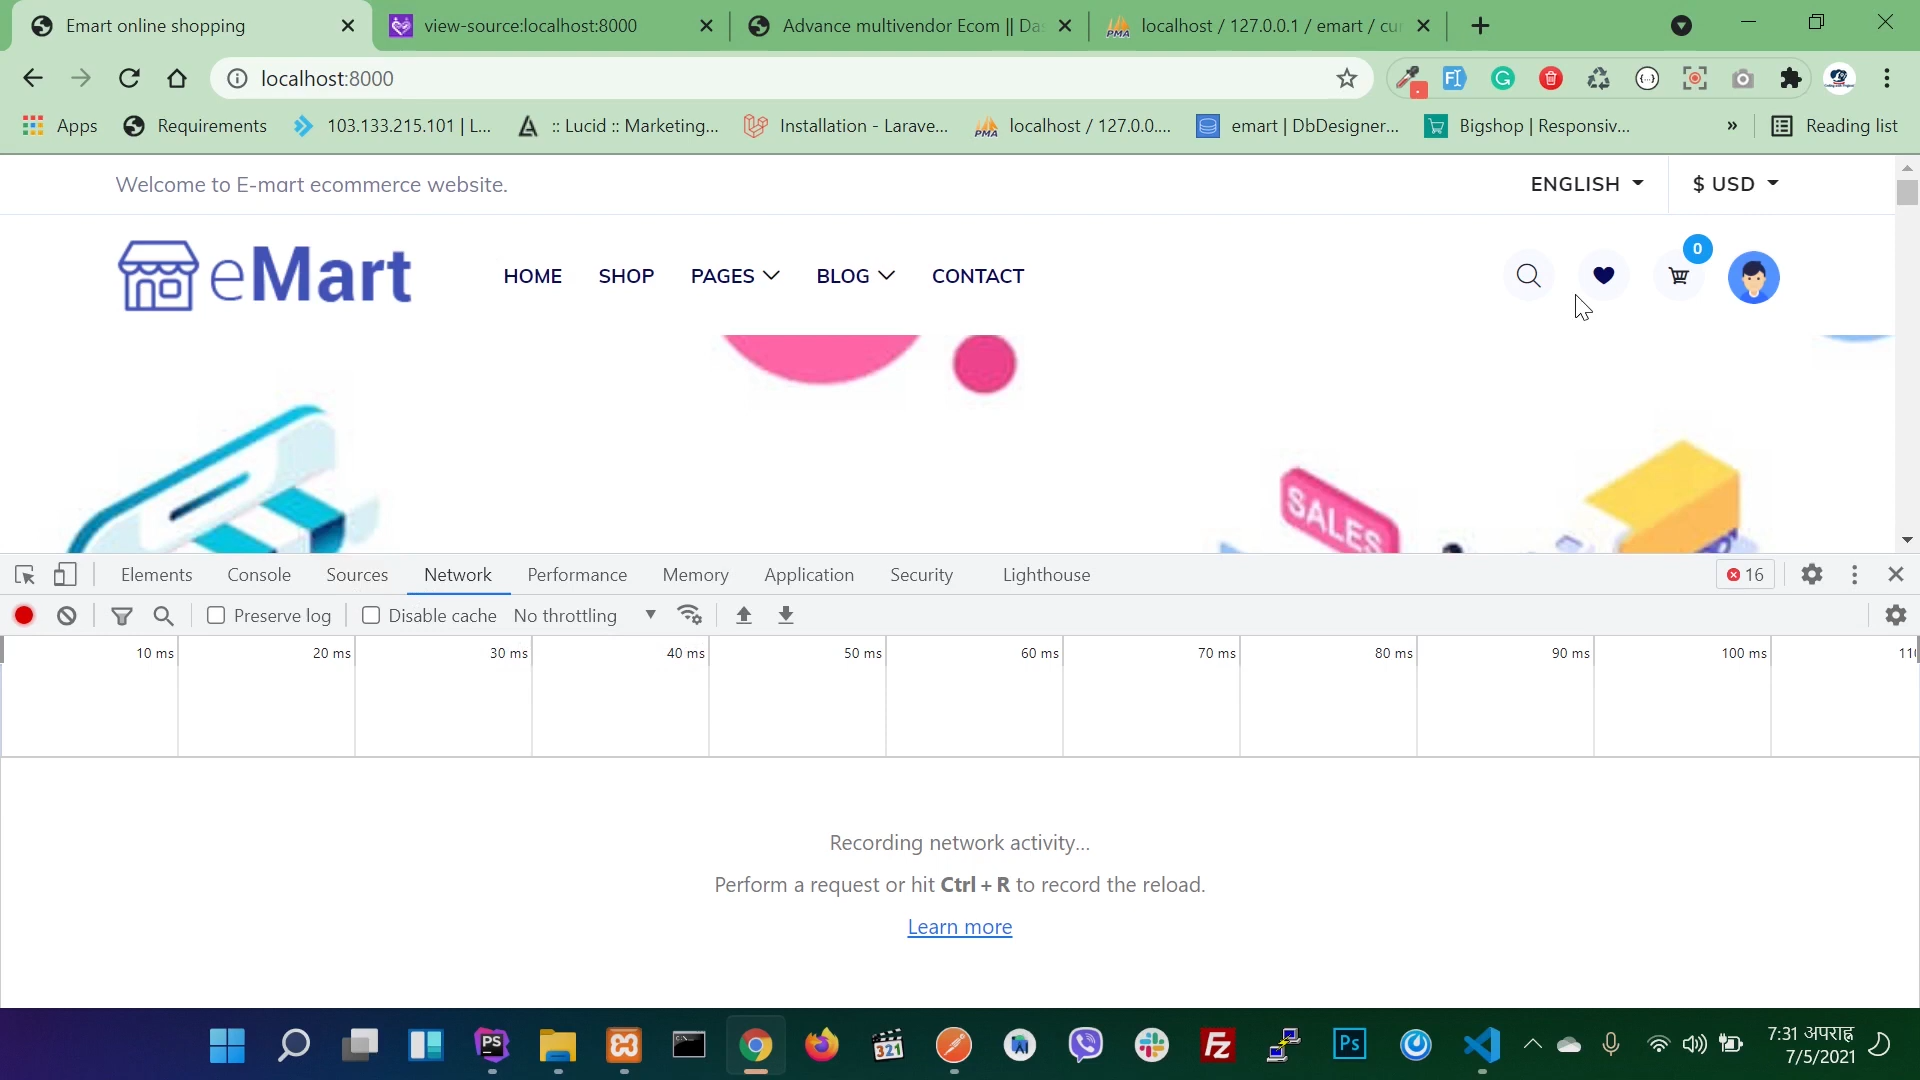 Emart online shopping
view-source:localhost:8000
Advance multivendor Ecom || Da
localhost / 127.0.0.1 / emart / cur
localhost:8000
Apps
Requirements
103.133.215.101 | L...
:: Lucid :: Marketing...
Installation - Larave...
localhost / 127.0.0....
emart | DbDesigner...
Bigshop | Responsiv...
»
Reading list
Welcome to E-mart ecommerce website.
ENGLISH
$ USD
eMart
HOME
SHOP
PAGES
BLOG
CONTACT
0
SALES
Elements
Console
Sources
Network
Performance
Memory
Application
Security
Lighthouse
16
Preserve log
Disable cache
No throttling
10 ms
20 ms
30 ms
40 ms
50 ms
60 ms
70 ms
80 ms
90 ms
100 ms
Recording network activity...
Perform a request or hit Ctrl + R to record the reload.
Learn more
PS
321
Fz
Ps
7:31 अपराह्न
7/5/2021